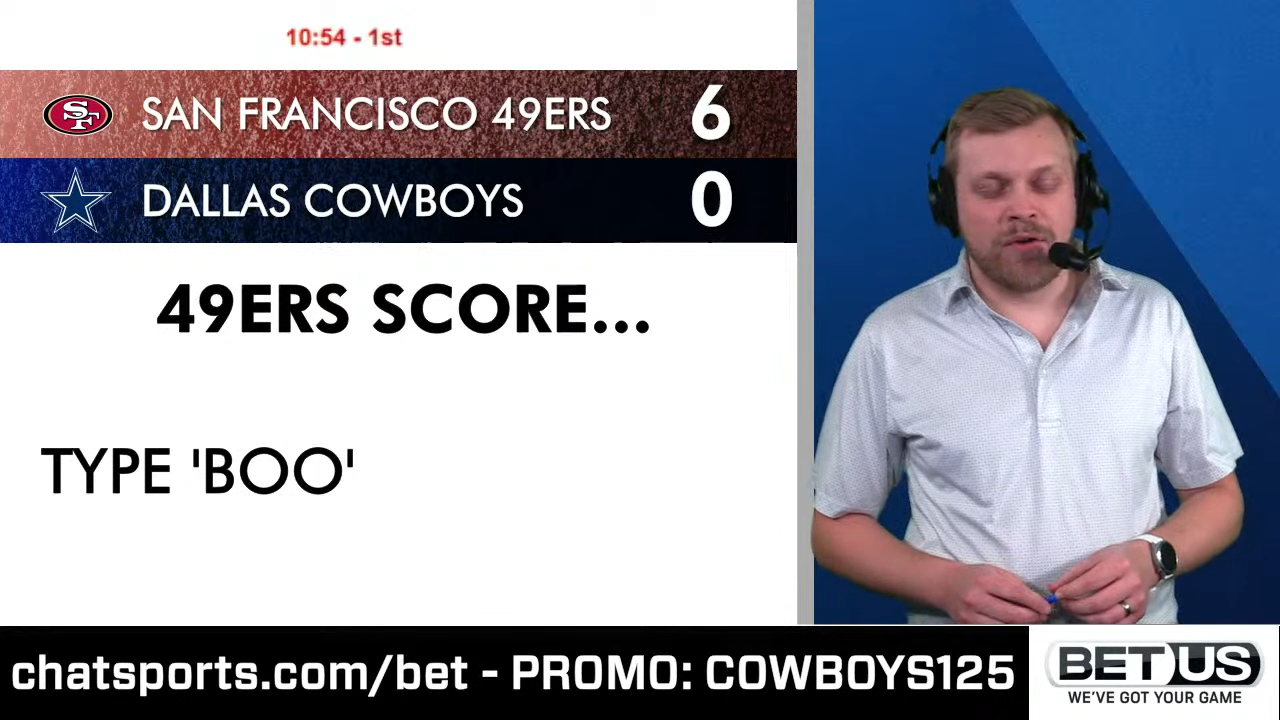 10:54 - 1st
SF SAN FRANCISCO 49ERS 6
DALLAS COWBOYS 0
49ERS SCORE...
TYPE 'BOO'
chatsports.com/bet - PROMO: COWBOYS125
BETUS
WE'VE GOT YOUR GAME